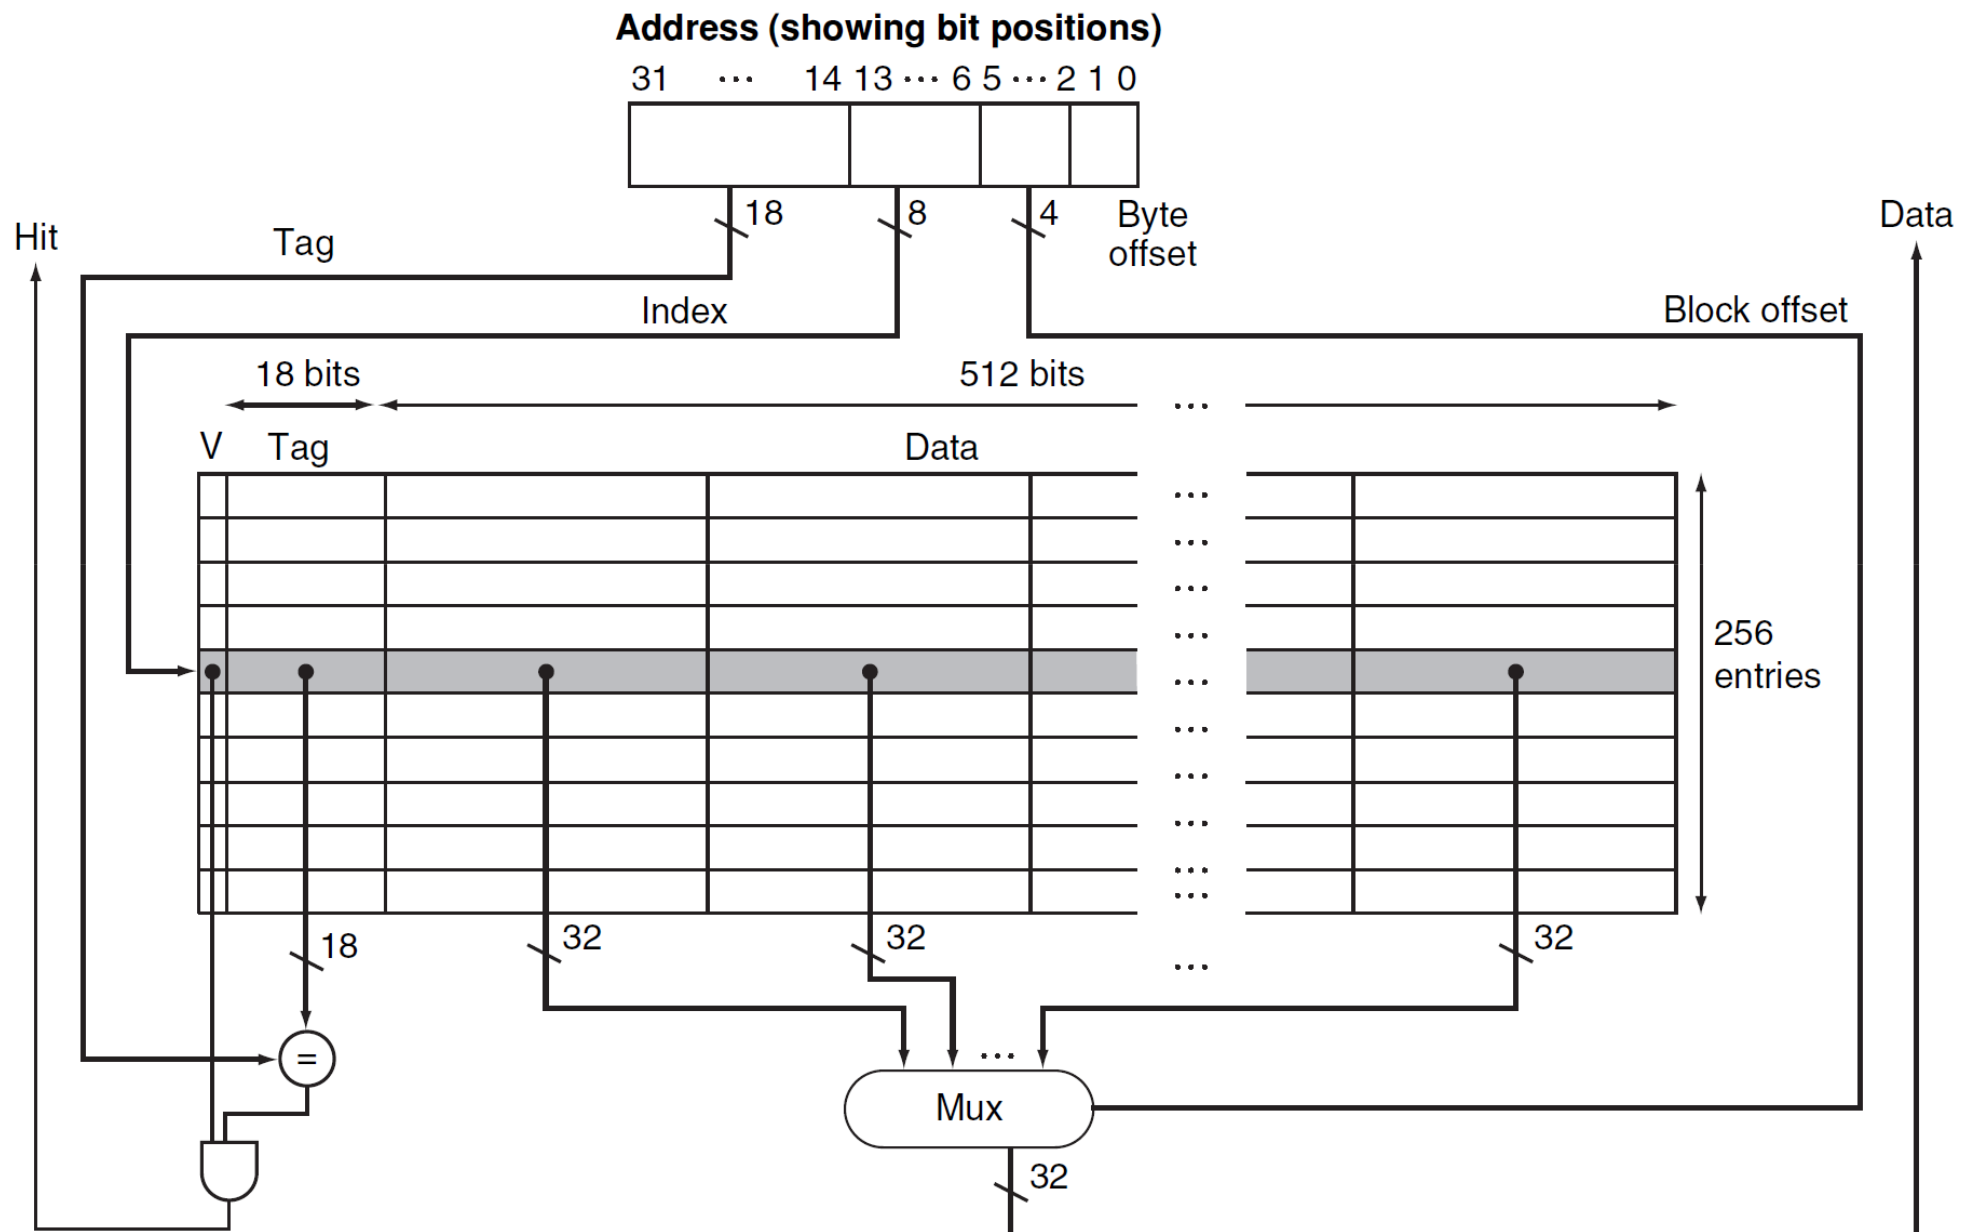 Address (showing bit positions)
31 ... 14 13 ... 6 5 ... 2 1 0
18
8
4
Byte
offset
Hit
Tag
Data
Index
Block offset
18 bits
512 bits
...
V
Tag
Data
...
...
...
...
...
...
...
...
...
...
256
entries
18
32
32
...
32
=
...
Mux
32